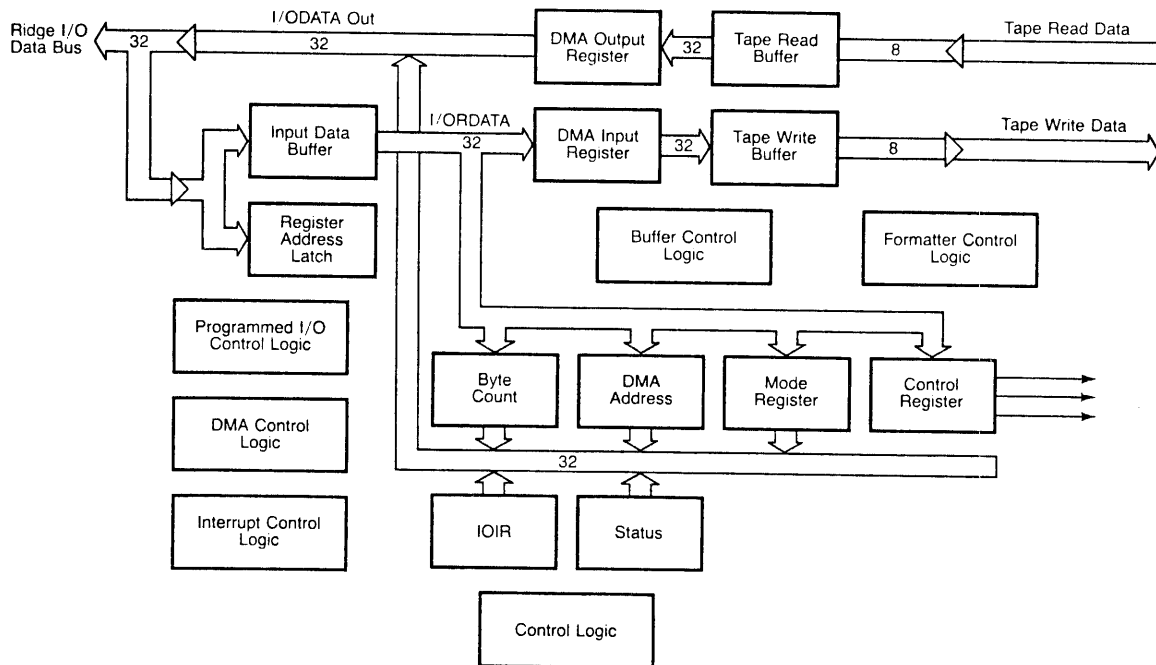 Ridge I/O
Data Bus
32
I/ODATA Out
32
DMA Output
Register
32
Tape Read
Buffer
8
Tape Read Data
Input Data
Buffer
I/ORDATA
32
DMA Input
Register
32
Tape Write
Buffer
8
Tape Write Data
Register
Address
Latch
Buffer Control
Logic
Formatter Control
Logic
Programmed I/O
Control Logic
Byte
Count
DMA
Address
Mode
Register
Control
Register
DMA Control
Logic
32
Interrupt Control
Logic
IOIR
Status
Control Logic